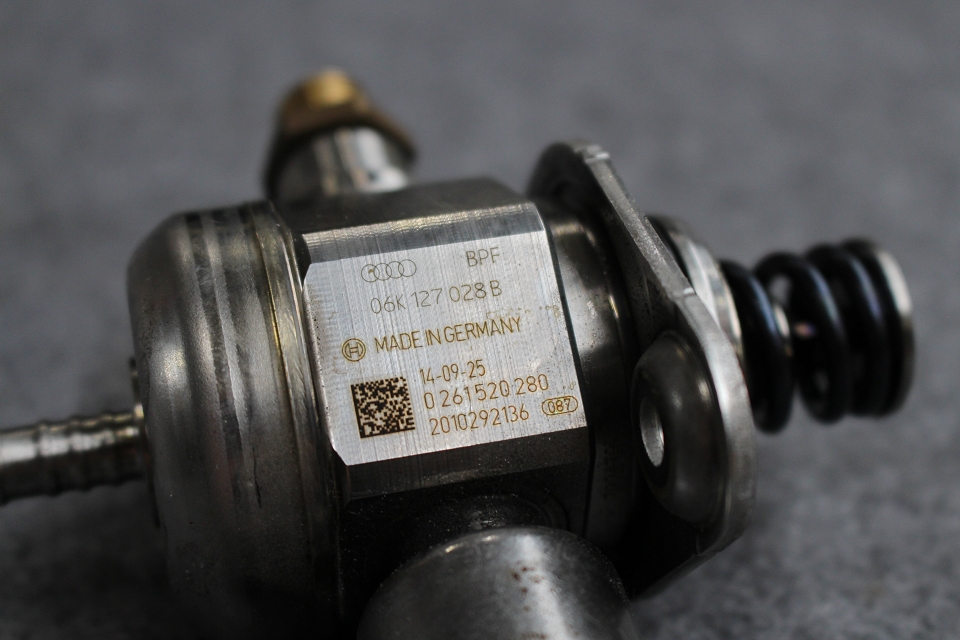 BPF
06K 127 028 B
MADE IN GERMANY
14-09-25
0 261 520 280
2010292136 087